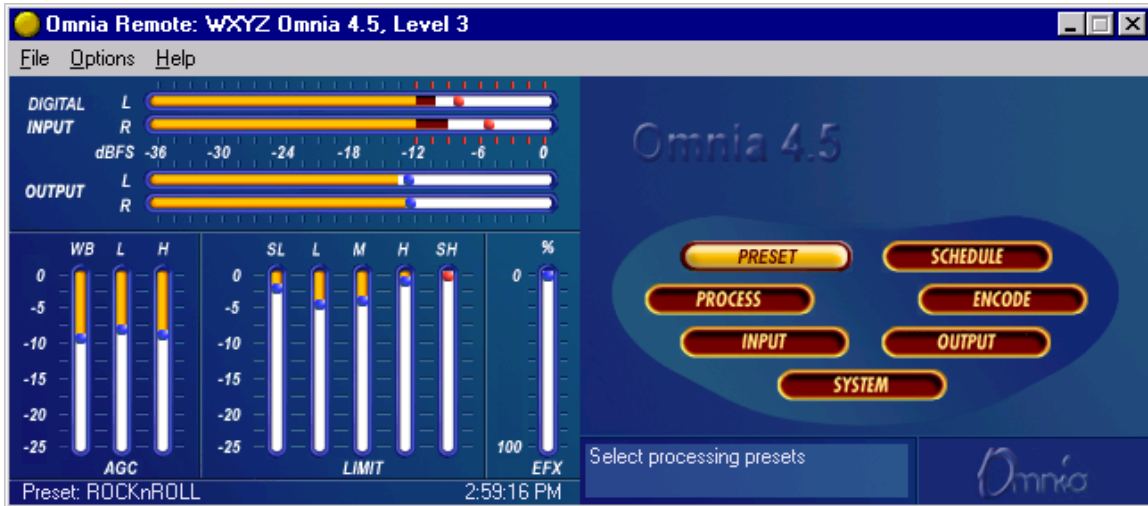 Omnia Remote: WXYZ Omnia 4.5, Level 3
File Options Help
DIGITAL L
INPUT R
dBFS -36 -30 -24 -18 -12 -6 0
L
OUTPUT
R
WB L H
0
-5
-10
-15
-20
-25
AGC
SL L M H SH
0
-5
-10
-15
-20
-25
LIMIT
%
0
100
EFX
Preset: ROCKnROLL 2:59:16 PM
Omnia 4.5
PRESET SCHEDULE
PROCESS ENCODE
INPUT OUTPUT
SYSTEM
Select processing presets
Omnia